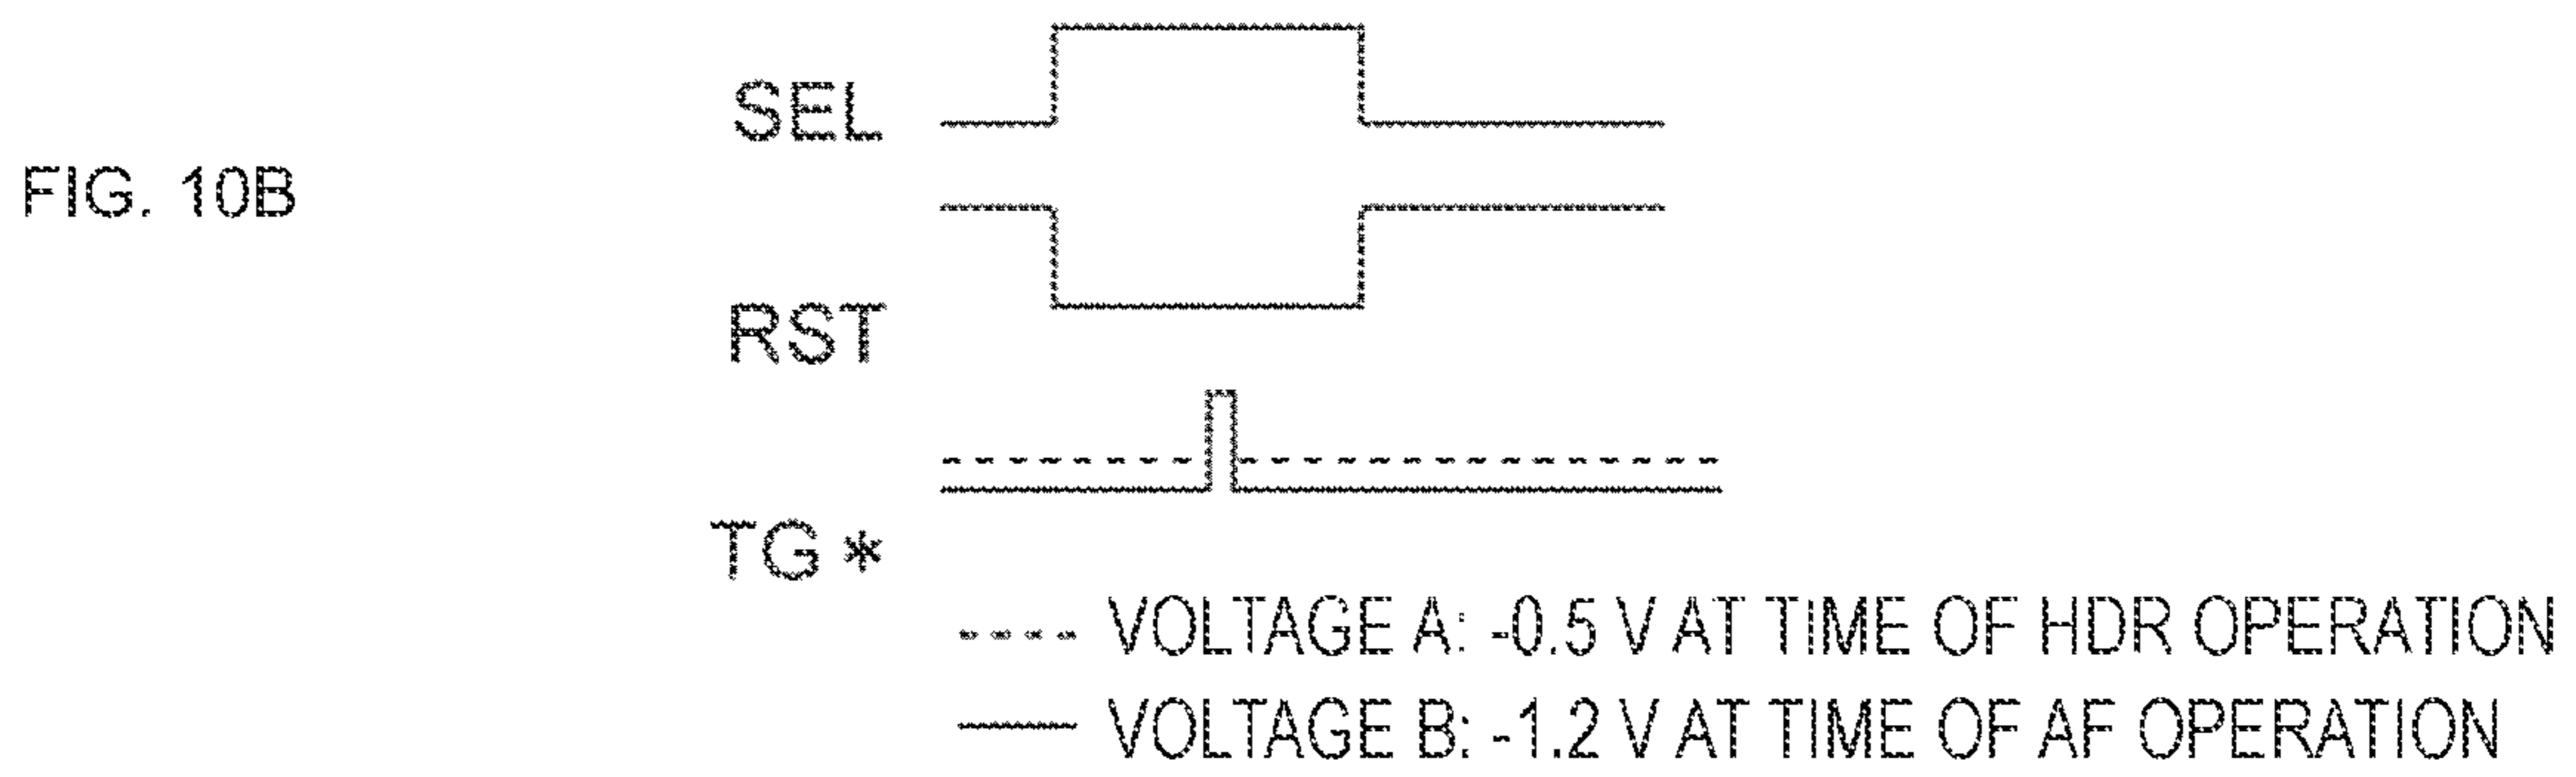 SEL
FIG. 10B
RST
TG *
VOLTAGE A: -0.5 V AT TIME OF HDR OPERATION
VOLTAGE B: -1.2 V AT TIME OF AF OPERATION